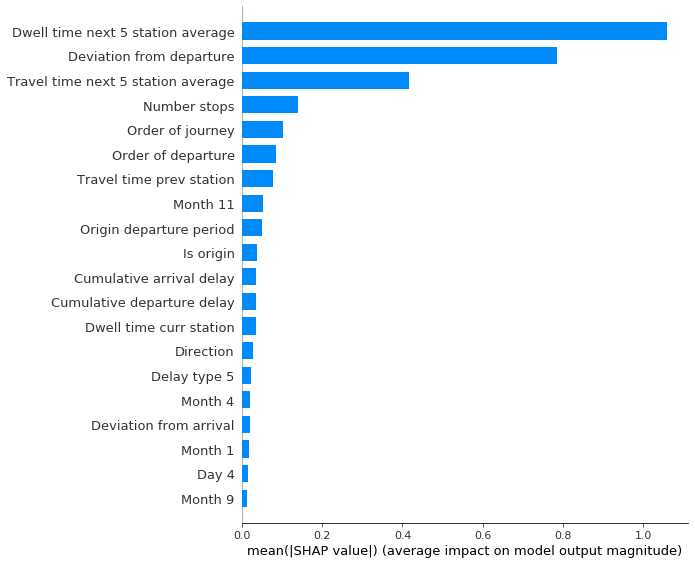 Dwell time next 5 station average
Deviation from departure
Travel time next 5 station average
Number stops
Order of journey
Order of departure
Travel time prev station
Month 11
Origin departure period
Is origin
Cumulative arrival delay
Cumulative departure delay
Dwell time curr station
Direction
Delay type 5
Month 4
Deviation from arrival
Month 1
Day 4
Month 9
0.0 0.2 0.4 0.6 0.8 1.0
mean(|SHAP value|) (average impact on model output magnitude)